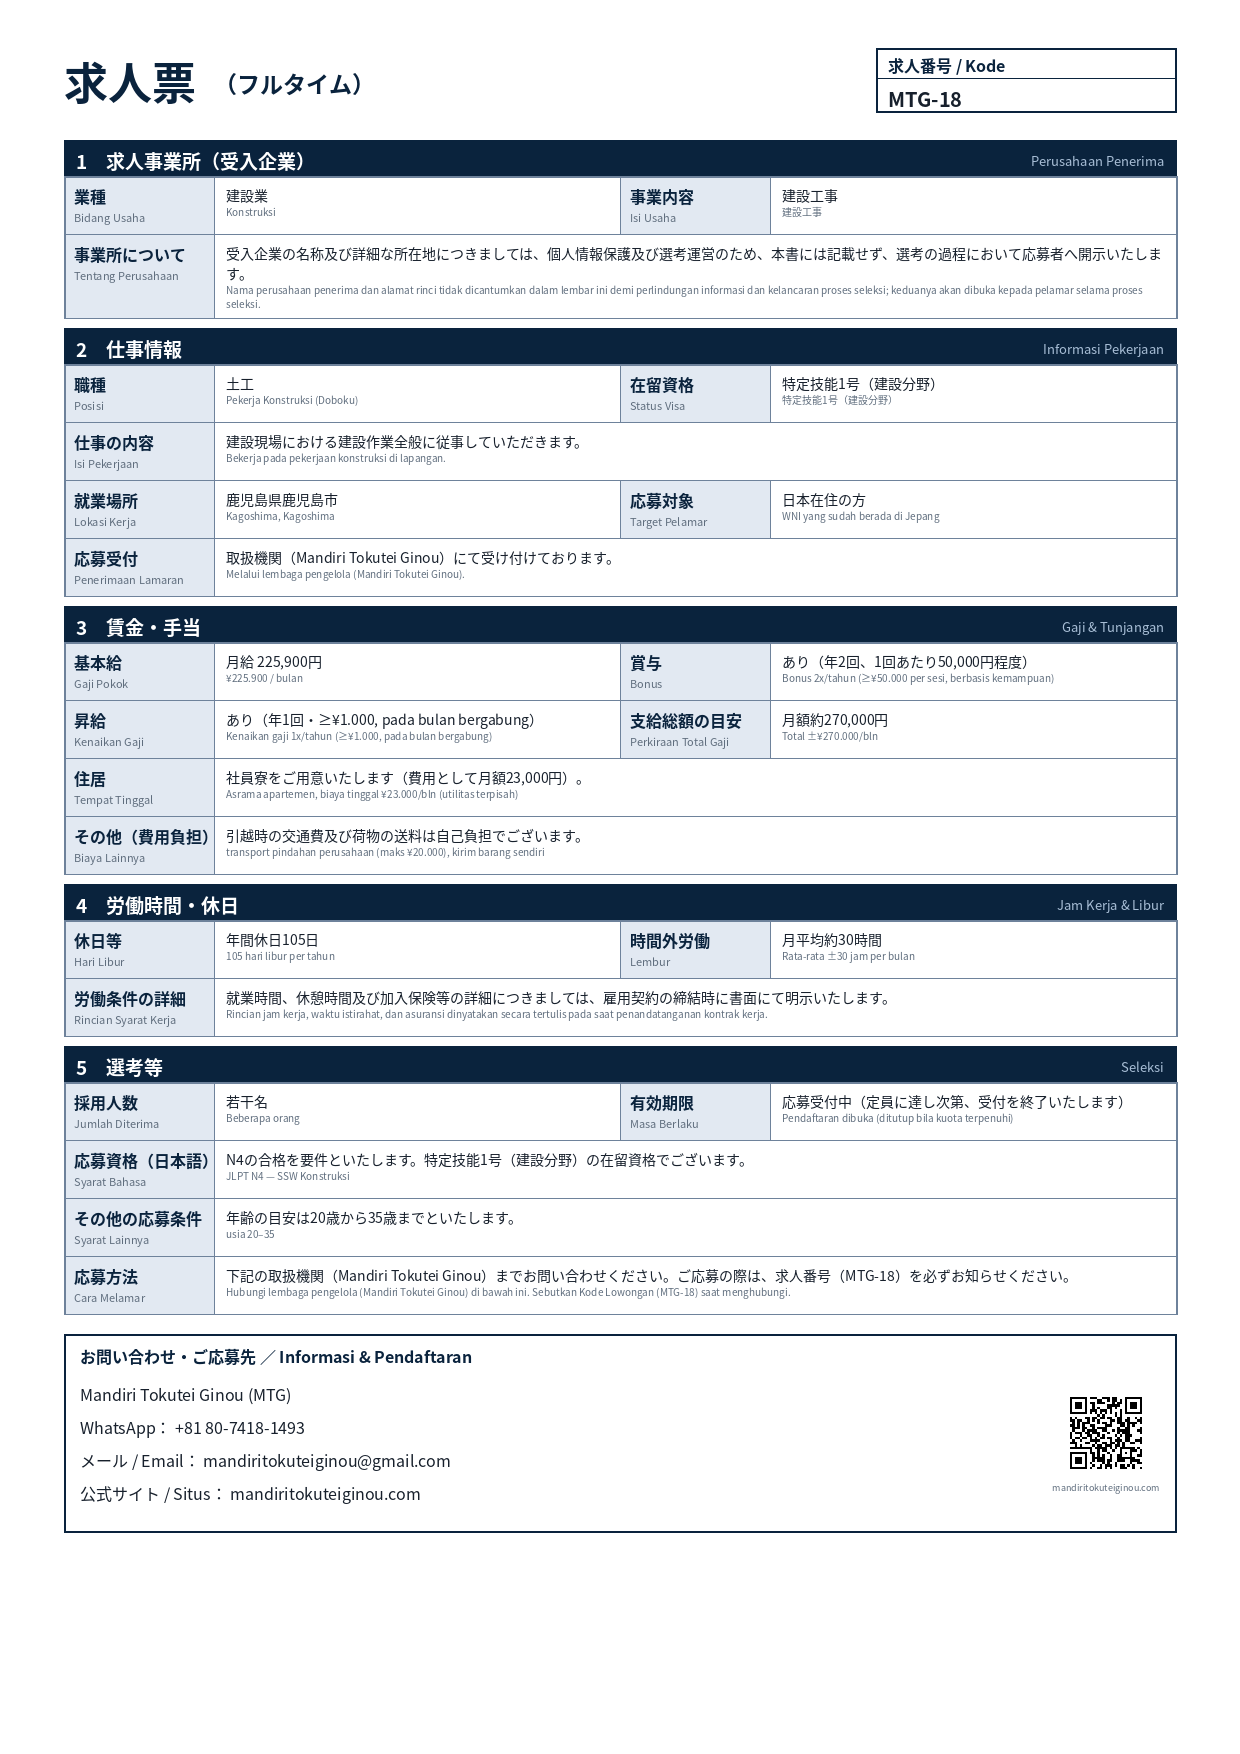 求人票 （フルタイム）
求人番号 / Kode
MTG-18
1 求人事業所（受入企業） Perusahaan Penerima
業種 建設業 事業内容 建設工事
Bidang Usaha Konstruksi Isi Usaha 建設工事
事業所について 受入企業の名称及び詳細な所在地につきましては、個人情報保護及び選考運営のため、本書には記載せず、選考の過程において応募者へ開示いたしま
す。
Tentang Perusahaan
Nama perusahaan penerima dan alamat rinci tidak dicantumkan dalam lembar ini demi perlindungan informasi dan kelancaran proses seleksi; keduanya akan dibuka kepada pelamar selama proses
seleksi.
2 仕事情報 Informasi Pekerjaan
職種 土工 在留資格 特定技能1号（建設分野）
Posisi Pekerja Konstruksi (Doboku) Status Visa 特定技能1号（建設分野）
仕事の内容 建設現場における建設作業全般に従事していただきます。
Isi Pekerjaan Bekerja pada pekerjaan konstruksi di lapangan.
就業場所 鹿児島県鹿児島市 応募対象 日本在住の方
Lokasi Kerja Kagoshima, Kagoshima Target Pelamar WNI yang sudah berada di Jepang
応募受付 取扱機関（Mandiri Tokutei Ginou）にて受け付けております。
Penerimaan Lamaran Melalui lembaga pengelola (Mandiri Tokutei Ginou).
3 賃金・手当 Gaji & Tunjangan
基本給 月給 225,900円 賞与 あり（年2回、1回あたり50,000円程度）
Gaji Pokok ¥225.900 / bulan Bonus Bonus 2x/tahun (≥¥50.000 per sesi, berbasis kemampuan)
昇給 あり（年1回・≥¥1.000, pada bulan bergabung） 支給総額の目安 月額約270,000円
Kenaikan Gaji Kenaikan gaji 1x/tahun (≥¥1.000, pada bulan bergabung) Perkiraan Total Gaji Total ±¥270.000/bln
住居 社員寮をご用意いたします（費用として月額23,000円）。
Tempat Tinggal Asrama apartemen, biaya tinggal ¥23.000/bln (utilitas terpisah)
その他（費用負担） 引越時の交通費及び荷物の送料は自己負担でございます。
Biaya Lainnya transport pindahan perusahaan (maks ¥20.000), kirim barang sendiri
4 労働時間・休日 Jam Kerja & Libur
休日等 年間休日105日 時間外労働 月平均約30時間
Hari Libur 105 hari libur per tahun Lembur Rata-rata ±30 jam per bulan
労働条件の詳細 就業時間、休憩時間及び加入保険等の詳細につきましては、雇用契約の締結時に書面にて明示いたします。
Rincian Syarat Kerja Rincian jam kerja, waktu istirahat, dan asuransi dinyatakan secara tertulis pada saat penandatanganan kontrak kerja.
5 選考等 Seleksi
採用人数 若干名 有効期限 応募受付中（定員に達し次第、受付を終了いたします）
Jumlah Diterima Beberapa orang Masa Berlaku Pendaftaran dibuka (ditutup bila kuota terpenuhi)
応募資格（日本語） N4の合格を要件といたします。特定技能1号（建設分野）の在留資格でございます。
Syarat Bahasa JLPT N4 — SSW Konstruksi
その他の応募条件 年齢の目安は20歳から35歳までといたします。
Syarat Lainnya usia 20–35
応募方法 下記の取扱機関（Mandiri Tokutei Ginou）までお問い合わせください。ご応募の際は、求人番号（MTG-18）を必ずお知らせください。
Cara Melamar Hubungi lembaga pengelola (Mandiri Tokutei Ginou) di bawah ini. Sebutkan Kode Lowongan (MTG-18) saat menghubungi.
お問い合わせ・ご応募先 ／ Informasi & Pendaftaran
Mandiri Tokutei Ginou (MTG)
WhatsApp： +81 80-7418-1493
メール / Email： mandiritokuteiginou@gmail.com
公式サイト / Situs： mandiritokuteiginou.com
mandiritokuteiginou.com